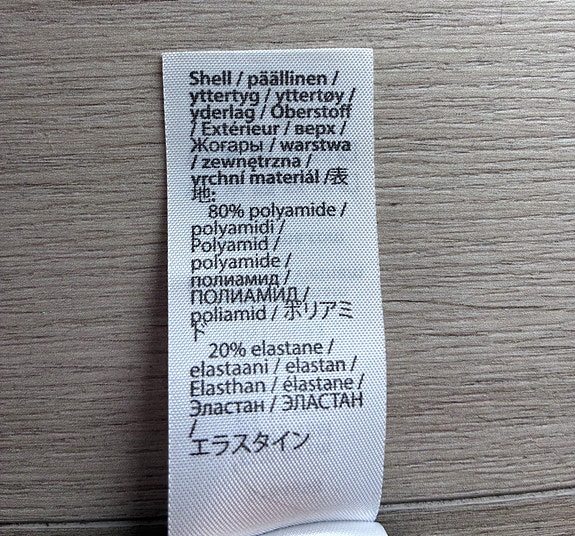 Shell / päällinen /
yttertyg / yttertøy /
yderlag / Oberstoff
/ Extérieur / верх /
Жоғары / warstwa
/ zewnętrzna /
vrchní materiál /表
地:
80% polyamide /
polyamidi /
Polyamid /
polyamide /
полиамид /
ПОЛИАМИД /
poliamid / ポリアミ
ド
20% elastane /
elastaani / elastan /
Elasthan / élastane /
Эластан / ЭЛАСТАН
/
エラスタイン